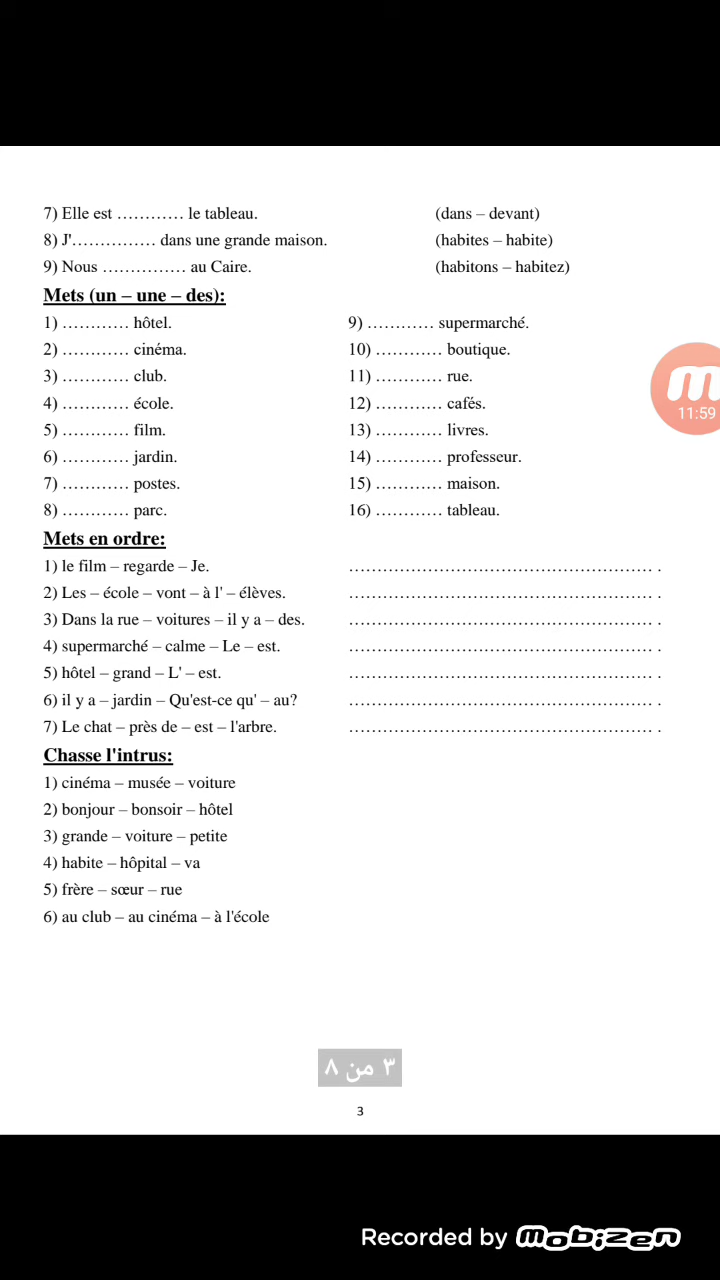 7) Elle est ………… le tableau. (dans – devant)
8) J'…………… dans une grande maison. (habites – habite)
9) Nous …………… au Caire. (habitons – habitez)
Mets (un – une – des):
1) ………… hôtel. 9) ………… supermarché.
2) ………… cinéma. 10) ………… boutique.
3) ………… club. 11) ………… rue.
4) ………… école. 12) ………… cafés.
5) ………… film. 13) ………… livres.
6) ………… jardin. 14) ………… professeur.
7) ………… postes. 15) ………… maison.
8) ………… parc. 16) ………… tableau.
Mets en ordre:
1) le film – regarde – Je. ……………………………………………… .
2) Les – école – vont – à l' – élèves. ……………………………………………… .
3) Dans la rue – voitures – il y a – des. ……………………………………………… .
4) supermarché – calme – Le – est. ……………………………………………… .
5) hôtel – grand – L' – est. ……………………………………………… .
6) il y a – jardin – Qu'est-ce qu' – au? ……………………………………………… .
7) Le chat – près de – est – l'arbre. ……………………………………………… .
Chasse l'intrus:
1) cinéma – musée – voiture
2) bonjour – bonsoir – hôtel
3) grande – voiture – petite
4) habite – hôpital – va
5) frère – sœur – rue
6) au club – au cinéma – à l'école
11:59
٣ من ٨
3
Recorded by mobizen